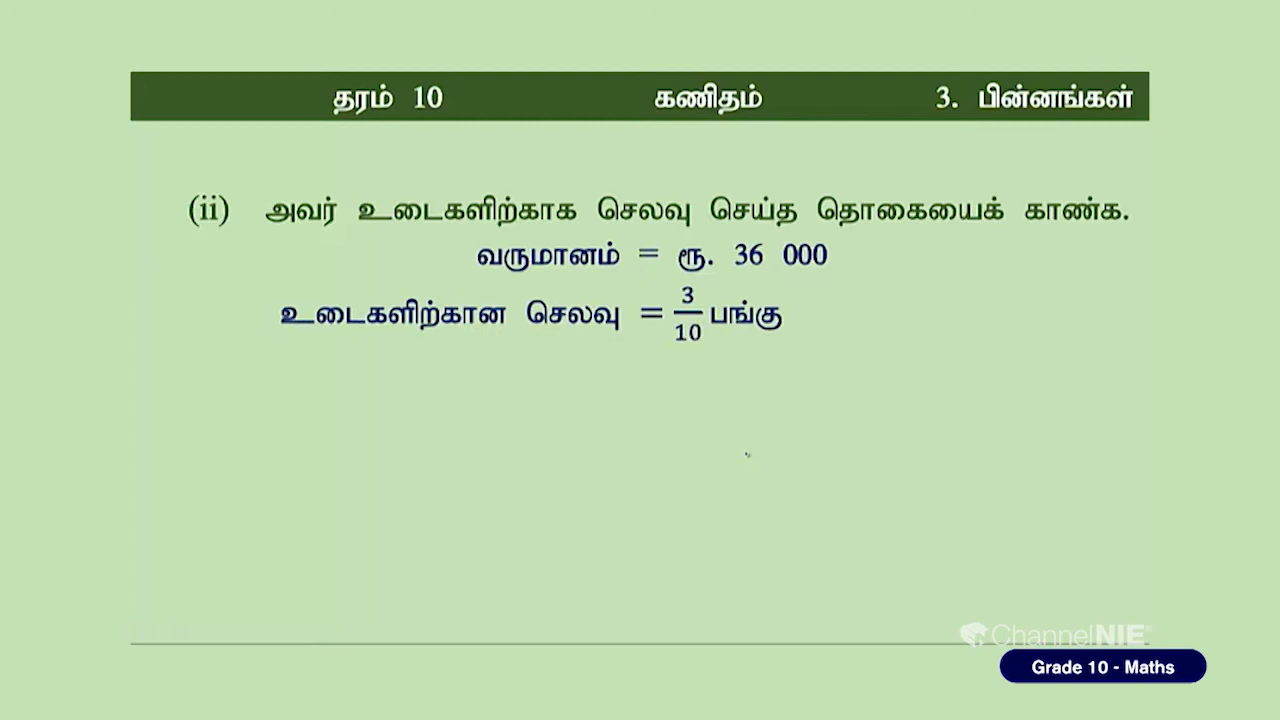 தரம் 10 கணிதம் 3. பின்னங்கள்
(ii) அவர் உடைகளிற்காக செலவு செய்த தொகையைக் காண்க.
வருமானம் = ரூ. 36 000
உடைகளிற்கான செலவு = 3/10 பங்கு
ChannelNIE
Grade 10 - Maths